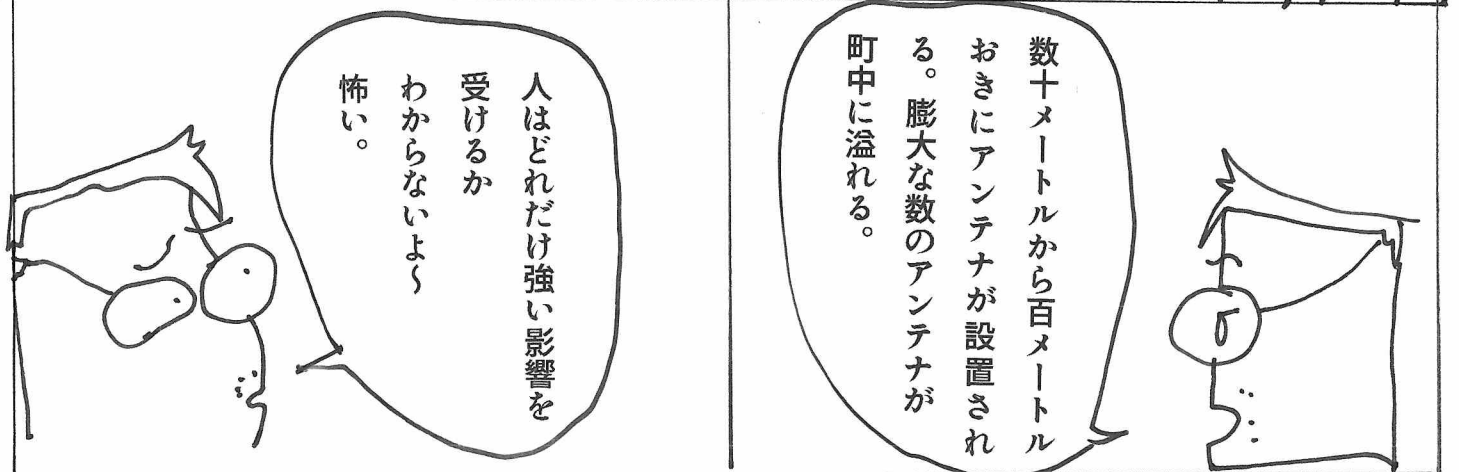 数十メートルから百メートル
おきにアンテナが設置され
る。膨大な数のアンテナが
町中に溢れる。
人はどれだけ強い影響を
受けるか
わからないよ〜
怖い。